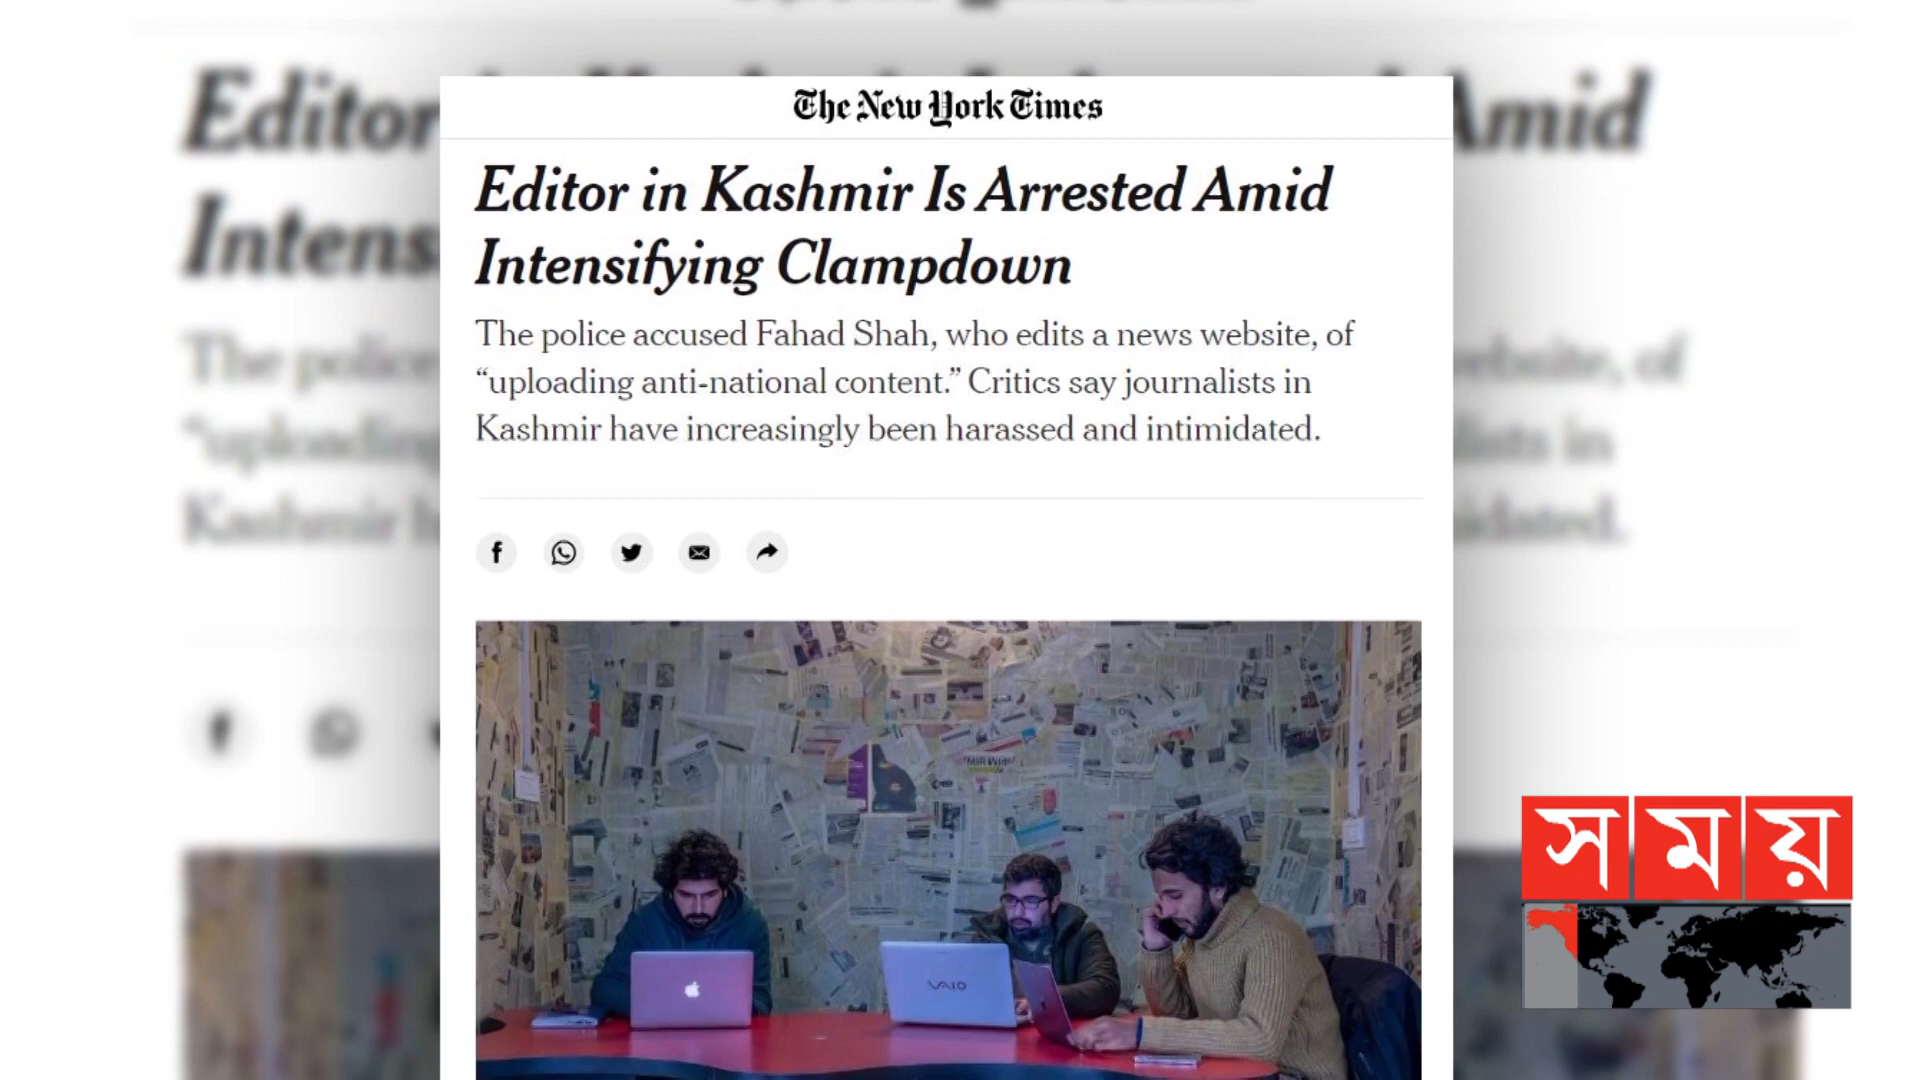 The New York Times
Editor in Kashmir Is Arrested Amid
Intensifying Clampdown
The police accused Fahad Shah, who edits a news website, of
“uploading anti-national content.” Critics say journalists in
Kashmir have increasingly been harassed and intimidated.
VAIO
সময়